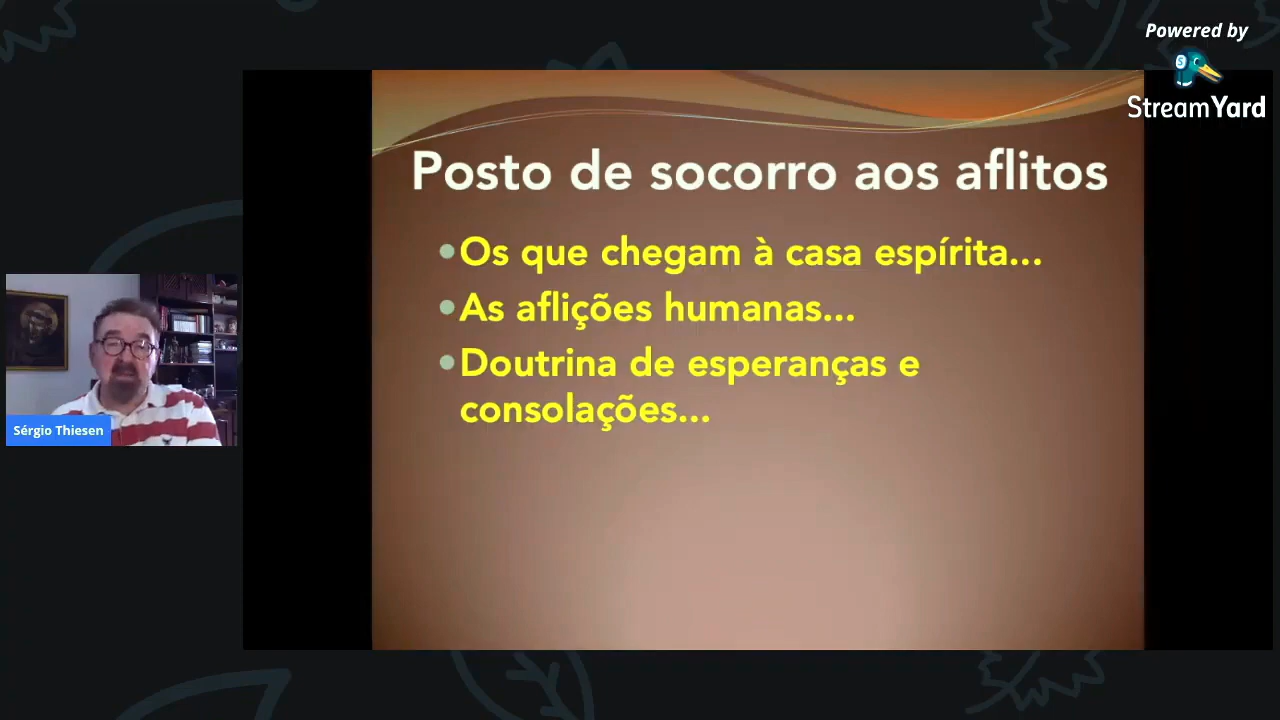 Powered by
StreamYard
Posto de socorro aos aflitos
•Os que chegam à casa espírita...
•As aflições humanas...
•Doutrina de esperanças e
consolações...
Sérgio Thiesen